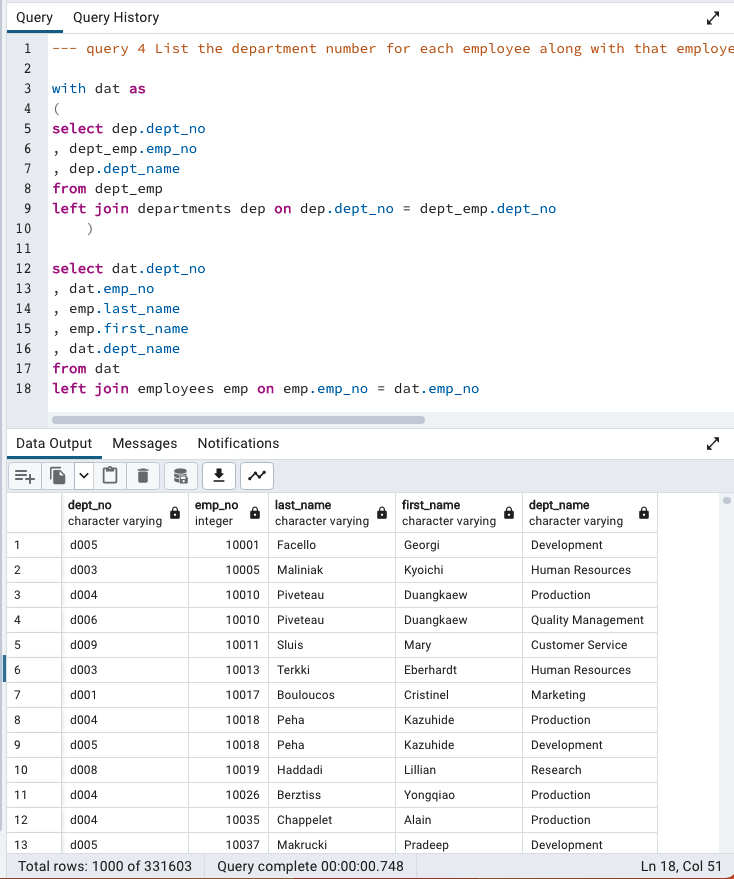 Query Query History
1 --- query 4 List the department number for each employee along with that employe
2
3 with dat as
4 (
5 select dep.dept_no
6 , dept_emp.emp_no
7 , dep.dept_name
8 from dept_emp
9 left join departments dep on dep.dept_no = dept_emp.dept_no
10 )
11
12 select dat.dept_no
13 , dat.emp_no
14 , emp.last_name
15 , emp.first_name
16 , dat.dept_name
17 from dat
18 left join employees emp on emp.emp_no = dat.emp_no
Data Output Messages Notifications
dept_no emp_no last_name first_name dept_name
character varying integer character varying character varying character varying
1 d005 10001 Facello Georgi Development
2 d003 10005 Maliniak Kyoichi Human Resources
3 d004 10010 Piveteau Duangkaew Production
4 d006 10010 Piveteau Duangkaew Quality Management
5 d009 10011 Sluis Mary Customer Service
6 d003 10013 Terkki Eberhardt Human Resources
7 d001 10017 Bouloucos Cristinel Marketing
8 d004 10018 Peha Kazuhide Production
9 d005 10018 Peha Kazuhide Development
10 d008 10019 Haddadi Lillian Research
11 d004 10026 Berztiss Yongqiao Production
12 d004 10035 Chappelet Alain Production
13 d005 10037 Makrucki Pradeep Development
Total rows: 1000 of 331603 Query complete 00:00:00.748 Ln 18, Col 51